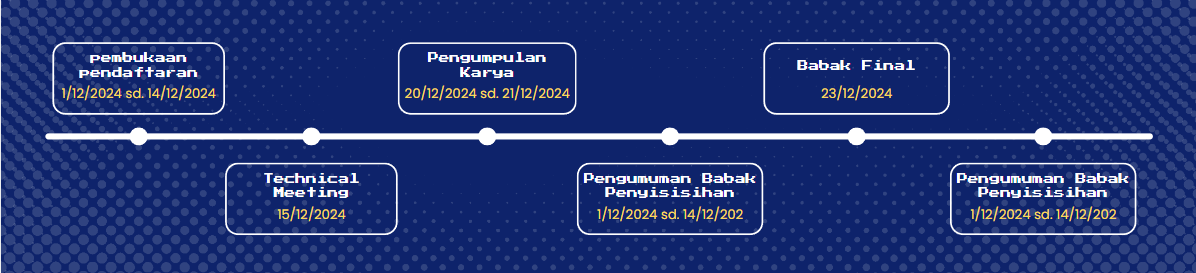 pembukaan
pendaftaran
1/12/2024 sd. 14/12/2024
Technical
Meeting
15/12/2024
Pengumpulan
Karya
20/12/2024 sd. 21/12/2024
Pengumuman Babak
Penyisisihan
1/12/2024 sd. 14/12/202
Babak Final
23/12/2024
Pengumuman Babak
Penyisisihan
1/12/2024 sd. 14/12/202